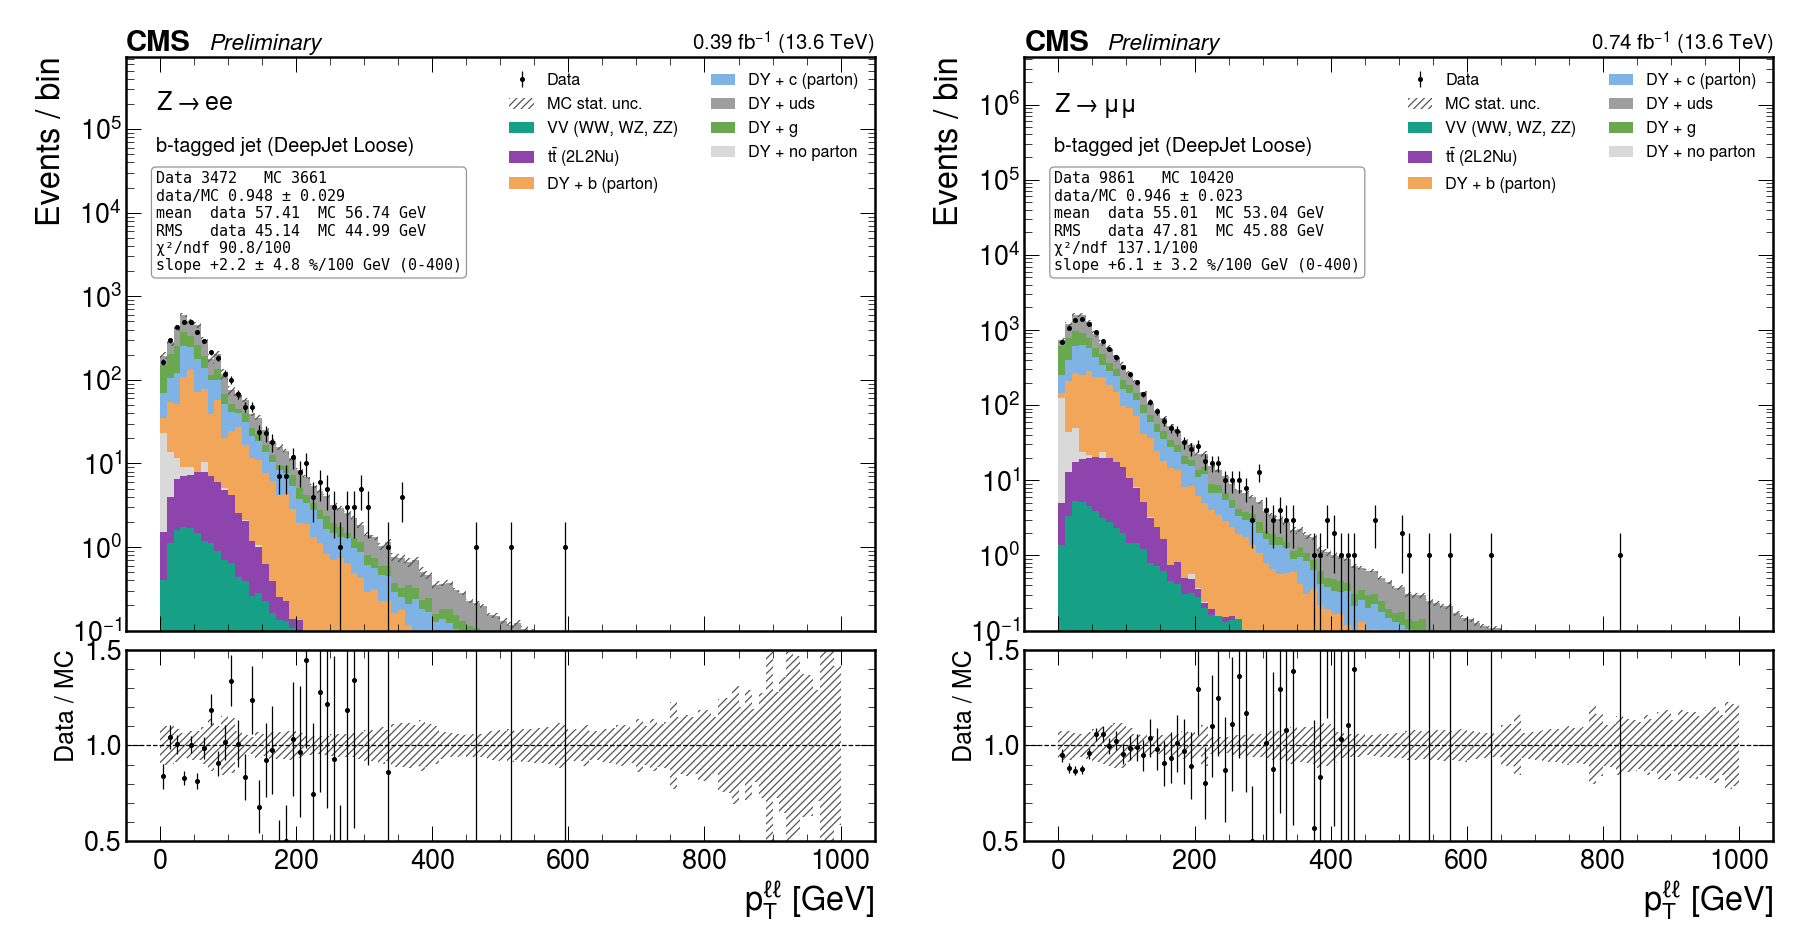 CMS Preliminary 0.39 fb⁻¹ (13.6 TeV)
Events / bin
Z → ee
b-tagged jet (DeepJet Loose)
Data 3472   MC 3661
data/MC 0.948 ± 0.029
mean  data 57.41  MC 56.74 GeV
RMS   data 45.14  MC 44.99 GeV
χ²/ndf 90.8/100
slope +2.2 ± 4.8 %/100 GeV (0-400)
Data
MC stat. unc.
VV (WW, WZ, ZZ)
tt̄ (2L2Nu)
DY + b (parton)
DY + c (parton)
DY + uds
DY + g
DY + no parton
10⁵
10⁴
10³
10²
10¹
10⁰
10⁻¹
Data / MC
1.5
1.0
0.5
0 200 400 600 800 1000
p_T^ℓℓ [GeV]
CMS Preliminary 0.74 fb⁻¹ (13.6 TeV)
Events / bin
Z → μμ
b-tagged jet (DeepJet Loose)
Data 9861   MC 10420
data/MC 0.946 ± 0.023
mean  data 55.01  MC 53.04 GeV
RMS   data 47.81  MC 45.88 GeV
χ²/ndf 137.1/100
slope +6.1 ± 3.2 %/100 GeV (0-400)
Data
MC stat. unc.
VV (WW, WZ, ZZ)
tt̄ (2L2Nu)
DY + b (parton)
DY + c (parton)
DY + uds
DY + g
DY + no parton
10⁶
10⁵
10⁴
10³
10²
10¹
10⁰
10⁻¹
Data / MC
1.5
1.0
0.5
0 200 400 600 800 1000
p_T^ℓℓ [GeV]